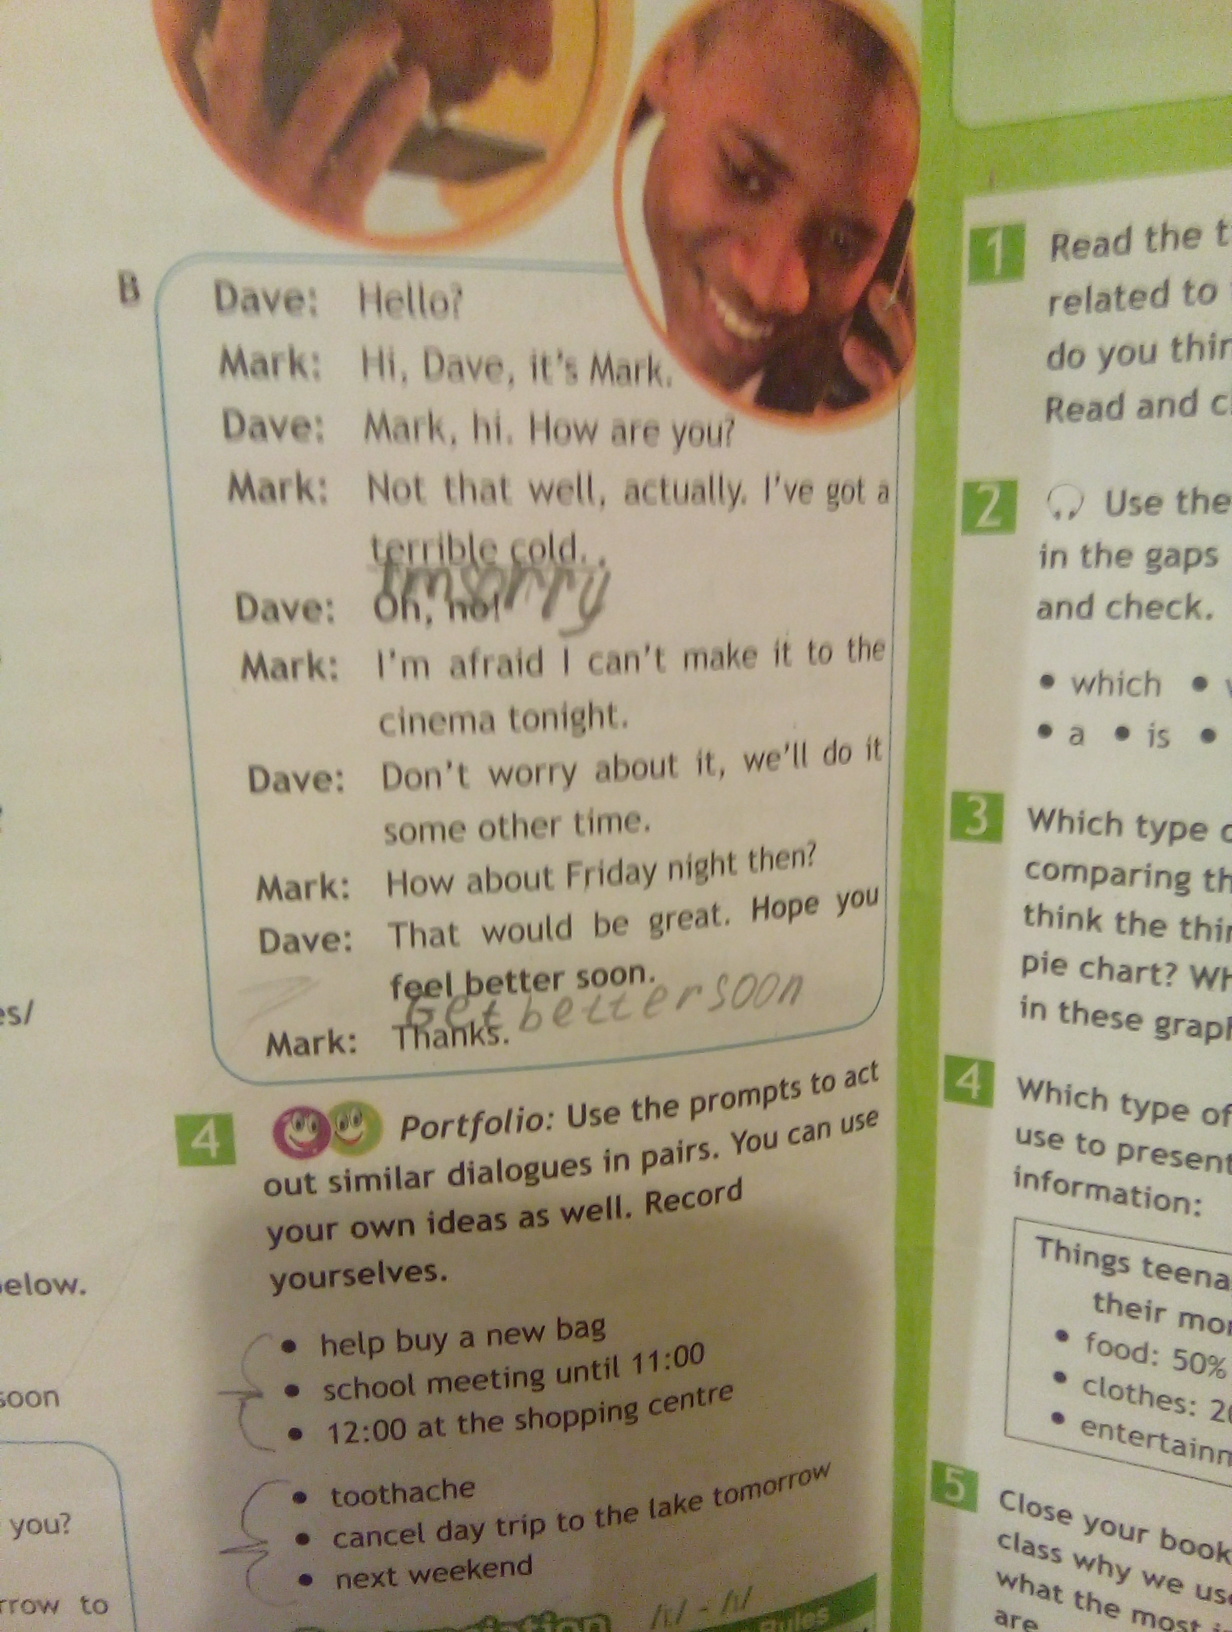 B
Dave: Hello?
Mark: Hi, Dave, it's Mark.
Dave: Mark, hi. How are you?
Mark: Not that well, actually. I've got a
terrible cold.
I'm sorry
Dave: Oh, no!
Mark: I'm afraid I can't make it to the
cinema tonight.
Dave: Don't worry about it, we'll do it
some other time.
Mark: How about Friday night then?
Dave: That would be great. Hope you
feel better soon.
Get better soon
Mark: Thanks.
4 Portfolio: Use the prompts to act
out similar dialogues in pairs. You can use
your own ideas as well. Record
yourselves.
• help buy a new bag
• school meeting until 11:00
• 12:00 at the shopping centre
• toothache
• cancel day trip to the lake tomorrow
• next weekend
Rules
es/
below.
soon
you?
rrow to
1 Read the t
related to
do you thin
Read and c
2 Use the
in the gaps
and check.
• which •
• a • is •
3 Which type o
comparing th
think the thin
pie chart? Wh
in these grap
4 Which type of
use to present
information:
Things teena
their mon
• food: 50%
• clothes: 2
• entertainm
5 Close your book
class why we us
what the most
are